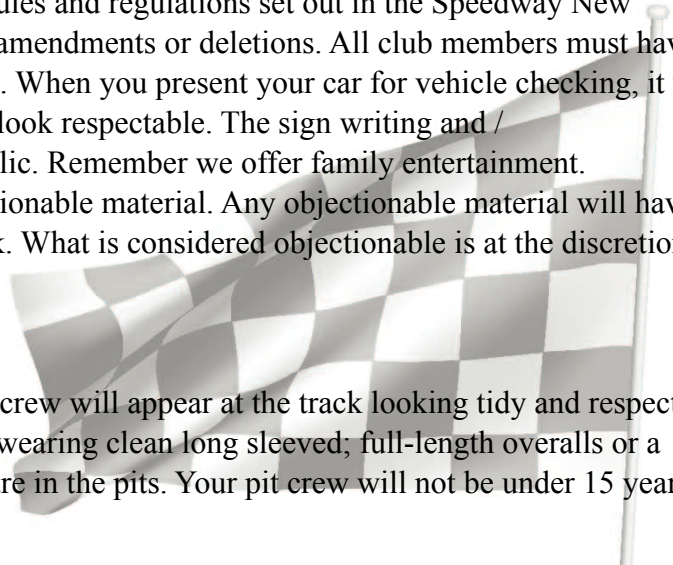 ules and regulations set out in the Speedway New
amendments or deletions. All club members must hav
. When you present your car for vehicle checking, it
look respectable. The sign writing and /
lic. Remember we offer family entertainment.
ionable material. Any objectionable material will hav
k. What is considered objectionable is at the discretion
crew will appear at the track looking tidy and respect
wearing clean long sleeved; full-length overalls or a
re in the pits. Your pit crew will not be under 15 year